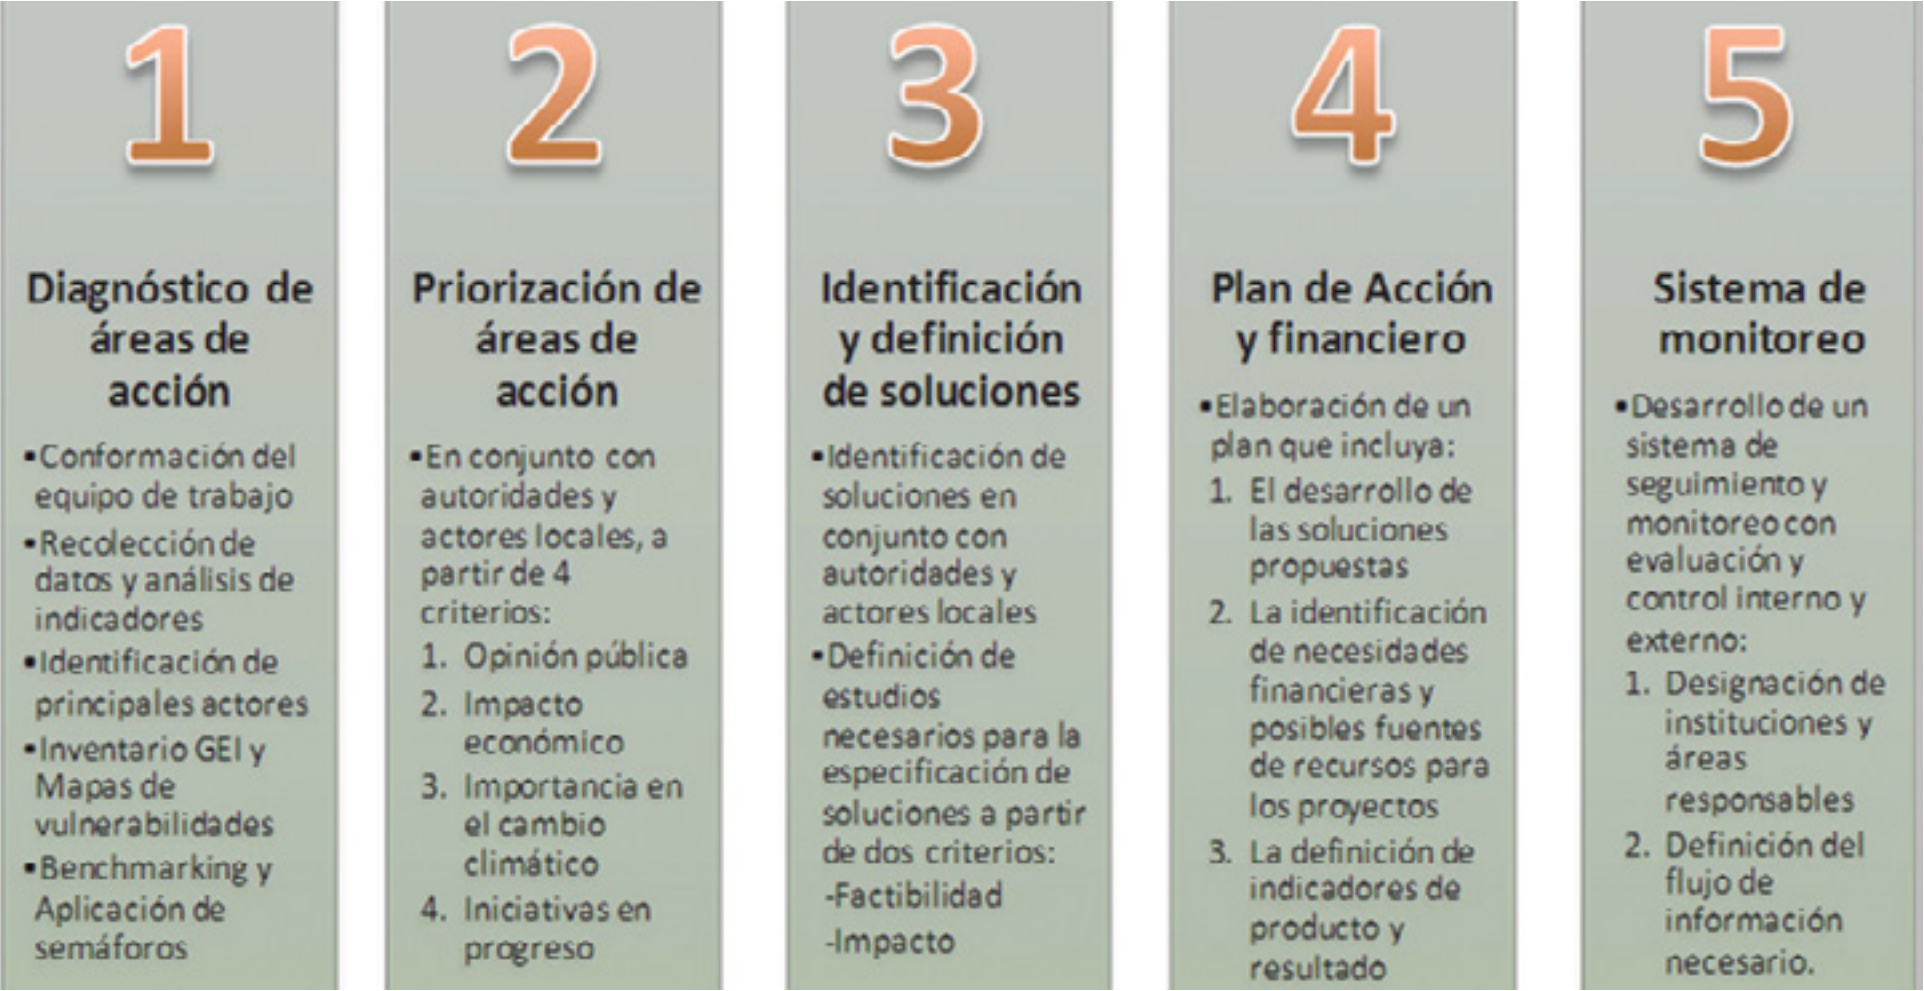 1
Diagnóstico de
áreas de
acción
▪Conformación del
equipo de trabajo
▪Recolección de
datos y análisis de
indicadores
▪Identificación de
principales actores
▪Inventario GEI y
Mapas de
vulnerabilidades
▪Benchmarking y
Aplicación de
semáforos
2
Priorización de
áreas de
acción
▪En conjunto con
autoridades y
actores locales, a
partir de 4
criterios:
1. Opinión pública
2. Impacto
económico
3. Importancia en
el cambio
climático
4. Iniciativas en
progreso
3
Identificación
y definición
de soluciones
▪Identificación de
soluciones en
conjunto con
autoridades y
actores locales
▪Definición de
estudios
necesarios para la
especificación de
soluciones a partir
de dos criterios:
-Factibilidad
-Impacto
4
Plan de Acción
y financiero
▪Elaboración de un
plan que incluya:
1. El desarrollo de
las soluciones
propuestas
2. La identificación
de necesidades
financieras y
posibles fuentes
de recursos para
los proyectos
3. La definición de
indicadores de
producto y
resultado
5
Sistema de
monitoreo
▪Desarrollo de un
sistema de
seguimiento y
monitoreo con
evaluación y
control interno y
externo:
1. Designación de
instituciones y
áreas
responsables
2. Definición del
flujo de
información
necesario.